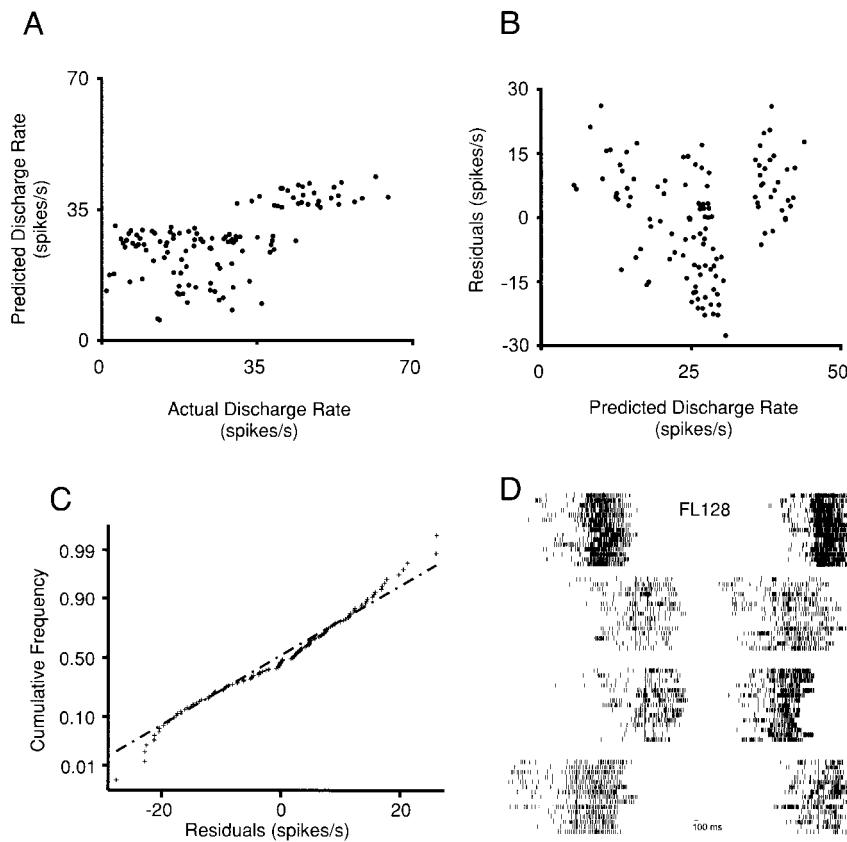 A
70
35
0
0
35
70
Predicted Discharge Rate
(spikes/s)
Actual Discharge Rate
(spikes/s)
B
30
15
0
-15
-30
0
25
50
Residuals (spikes/s)
Predicted Discharge Rate
(spikes/s)
C
0.99
0.90
0.50
0.10
0.01
-20
0
20
Cumulative Frequency
Residuals (spikes/s)
D
FL128
100 ms